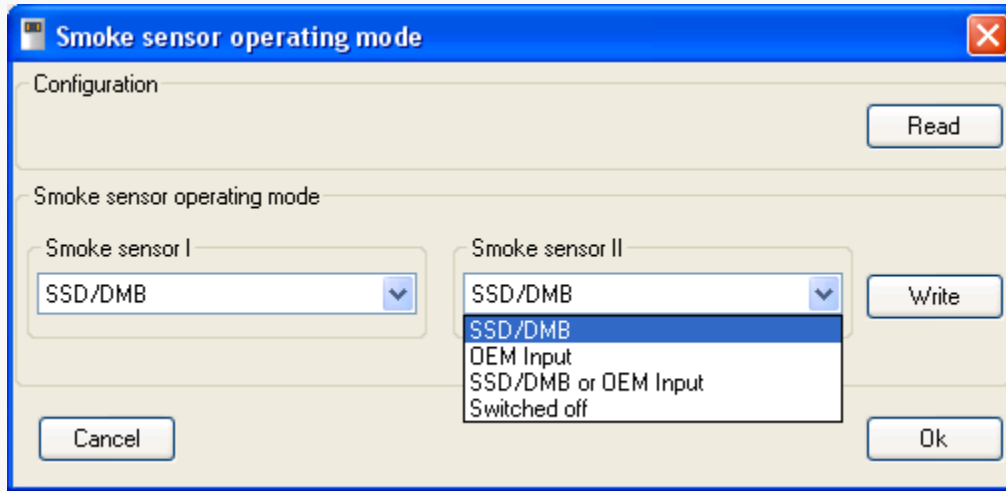 Smoke sensor operating mode
Configuration
Read
Smoke sensor operating mode
Smoke sensor I
Smoke sensor II
SSD/DMB
SSD/DMB
Write
SSD/DMB
OEM Input
SSD/DMB or OEM Input
Switched off
Cancel
Ok